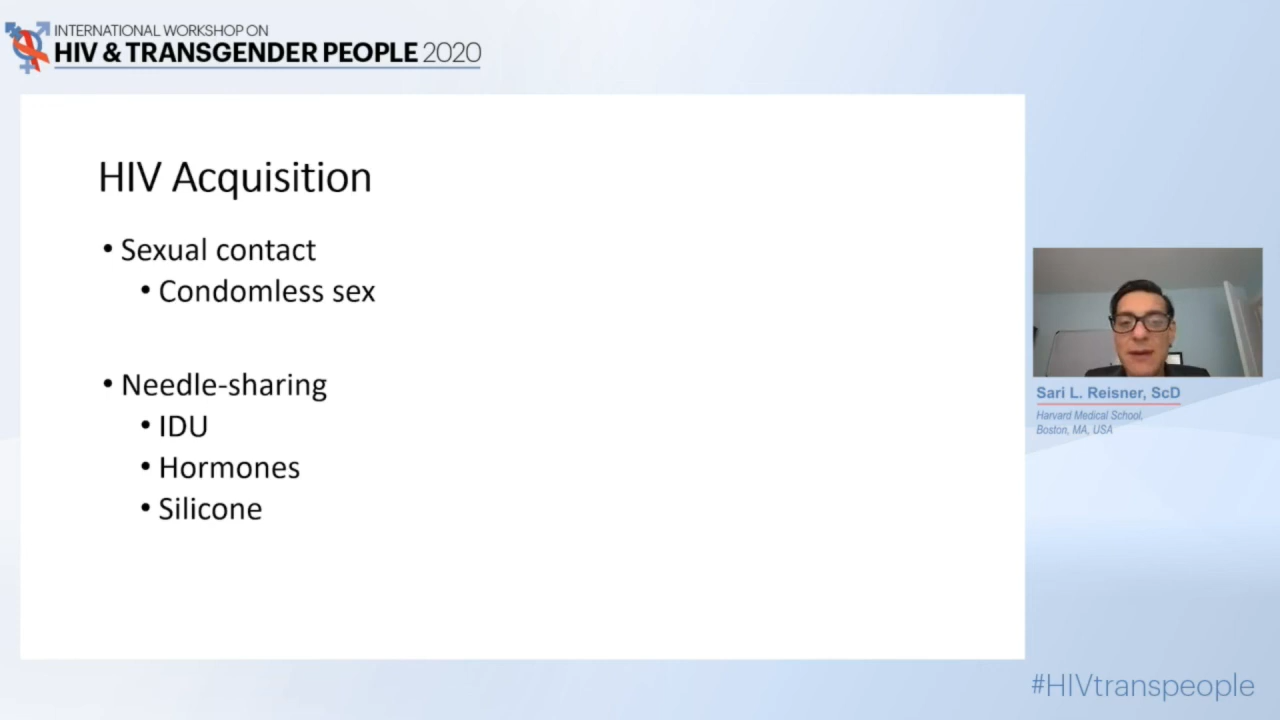 INTERNATIONAL WORKSHOP ON
HIV & TRANSGENDER PEOPLE 2020
HIV Acquisition
• Sexual contact
• Condomless sex
• Needle-sharing
• IDU
• Hormones
• Silicone
Sari L. Reisner, ScD
Harvard Medical School,
Boston, MA, USA
#HIVtranspeople